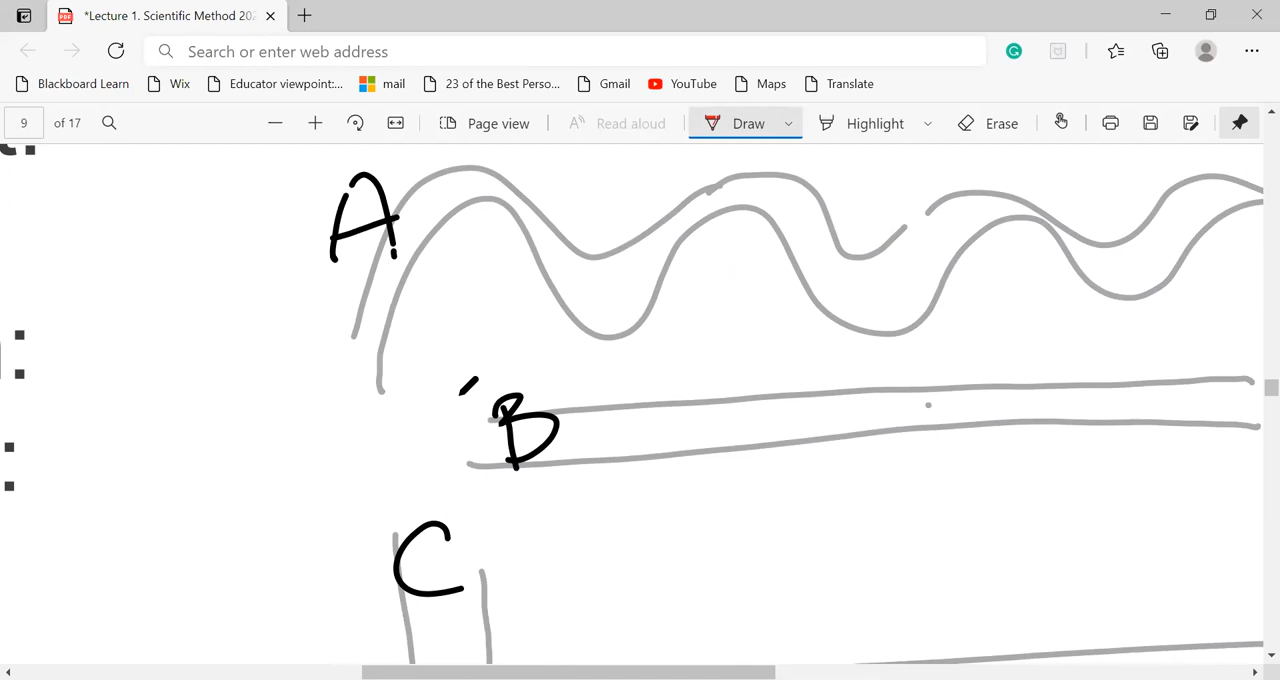 *Lecture 1. Scientific Method 202
Search or enter web address
Blackboard Learn Wix Educator viewpoint:... mail 23 of the Best Perso... Gmail YouTube Maps Translate
9 of 17 Page view Read aloud Draw Highlight Erase
A
B
C